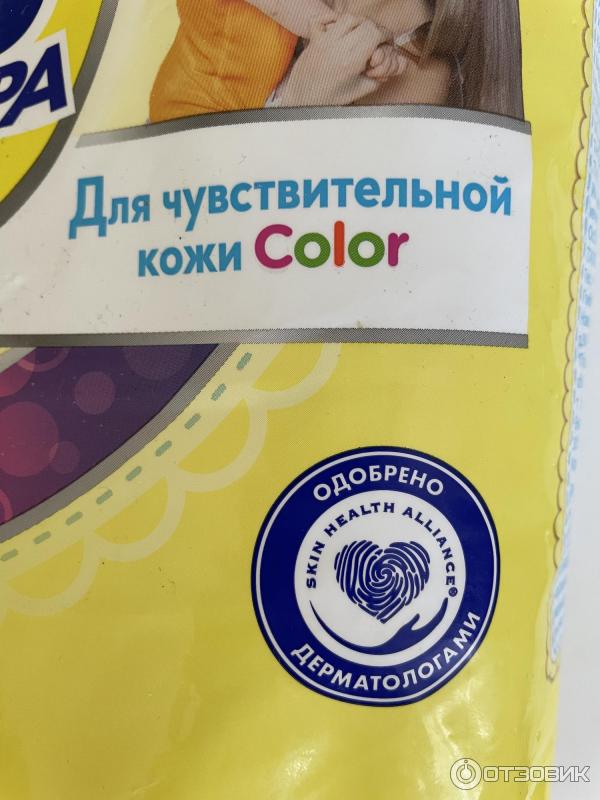 Для чувствительной
кожи Color
ОДОБРЕНО
SKIN HEALTH ALLIANCE®
ДЕРМАТОЛОГАМИ
ОТЗОВИК